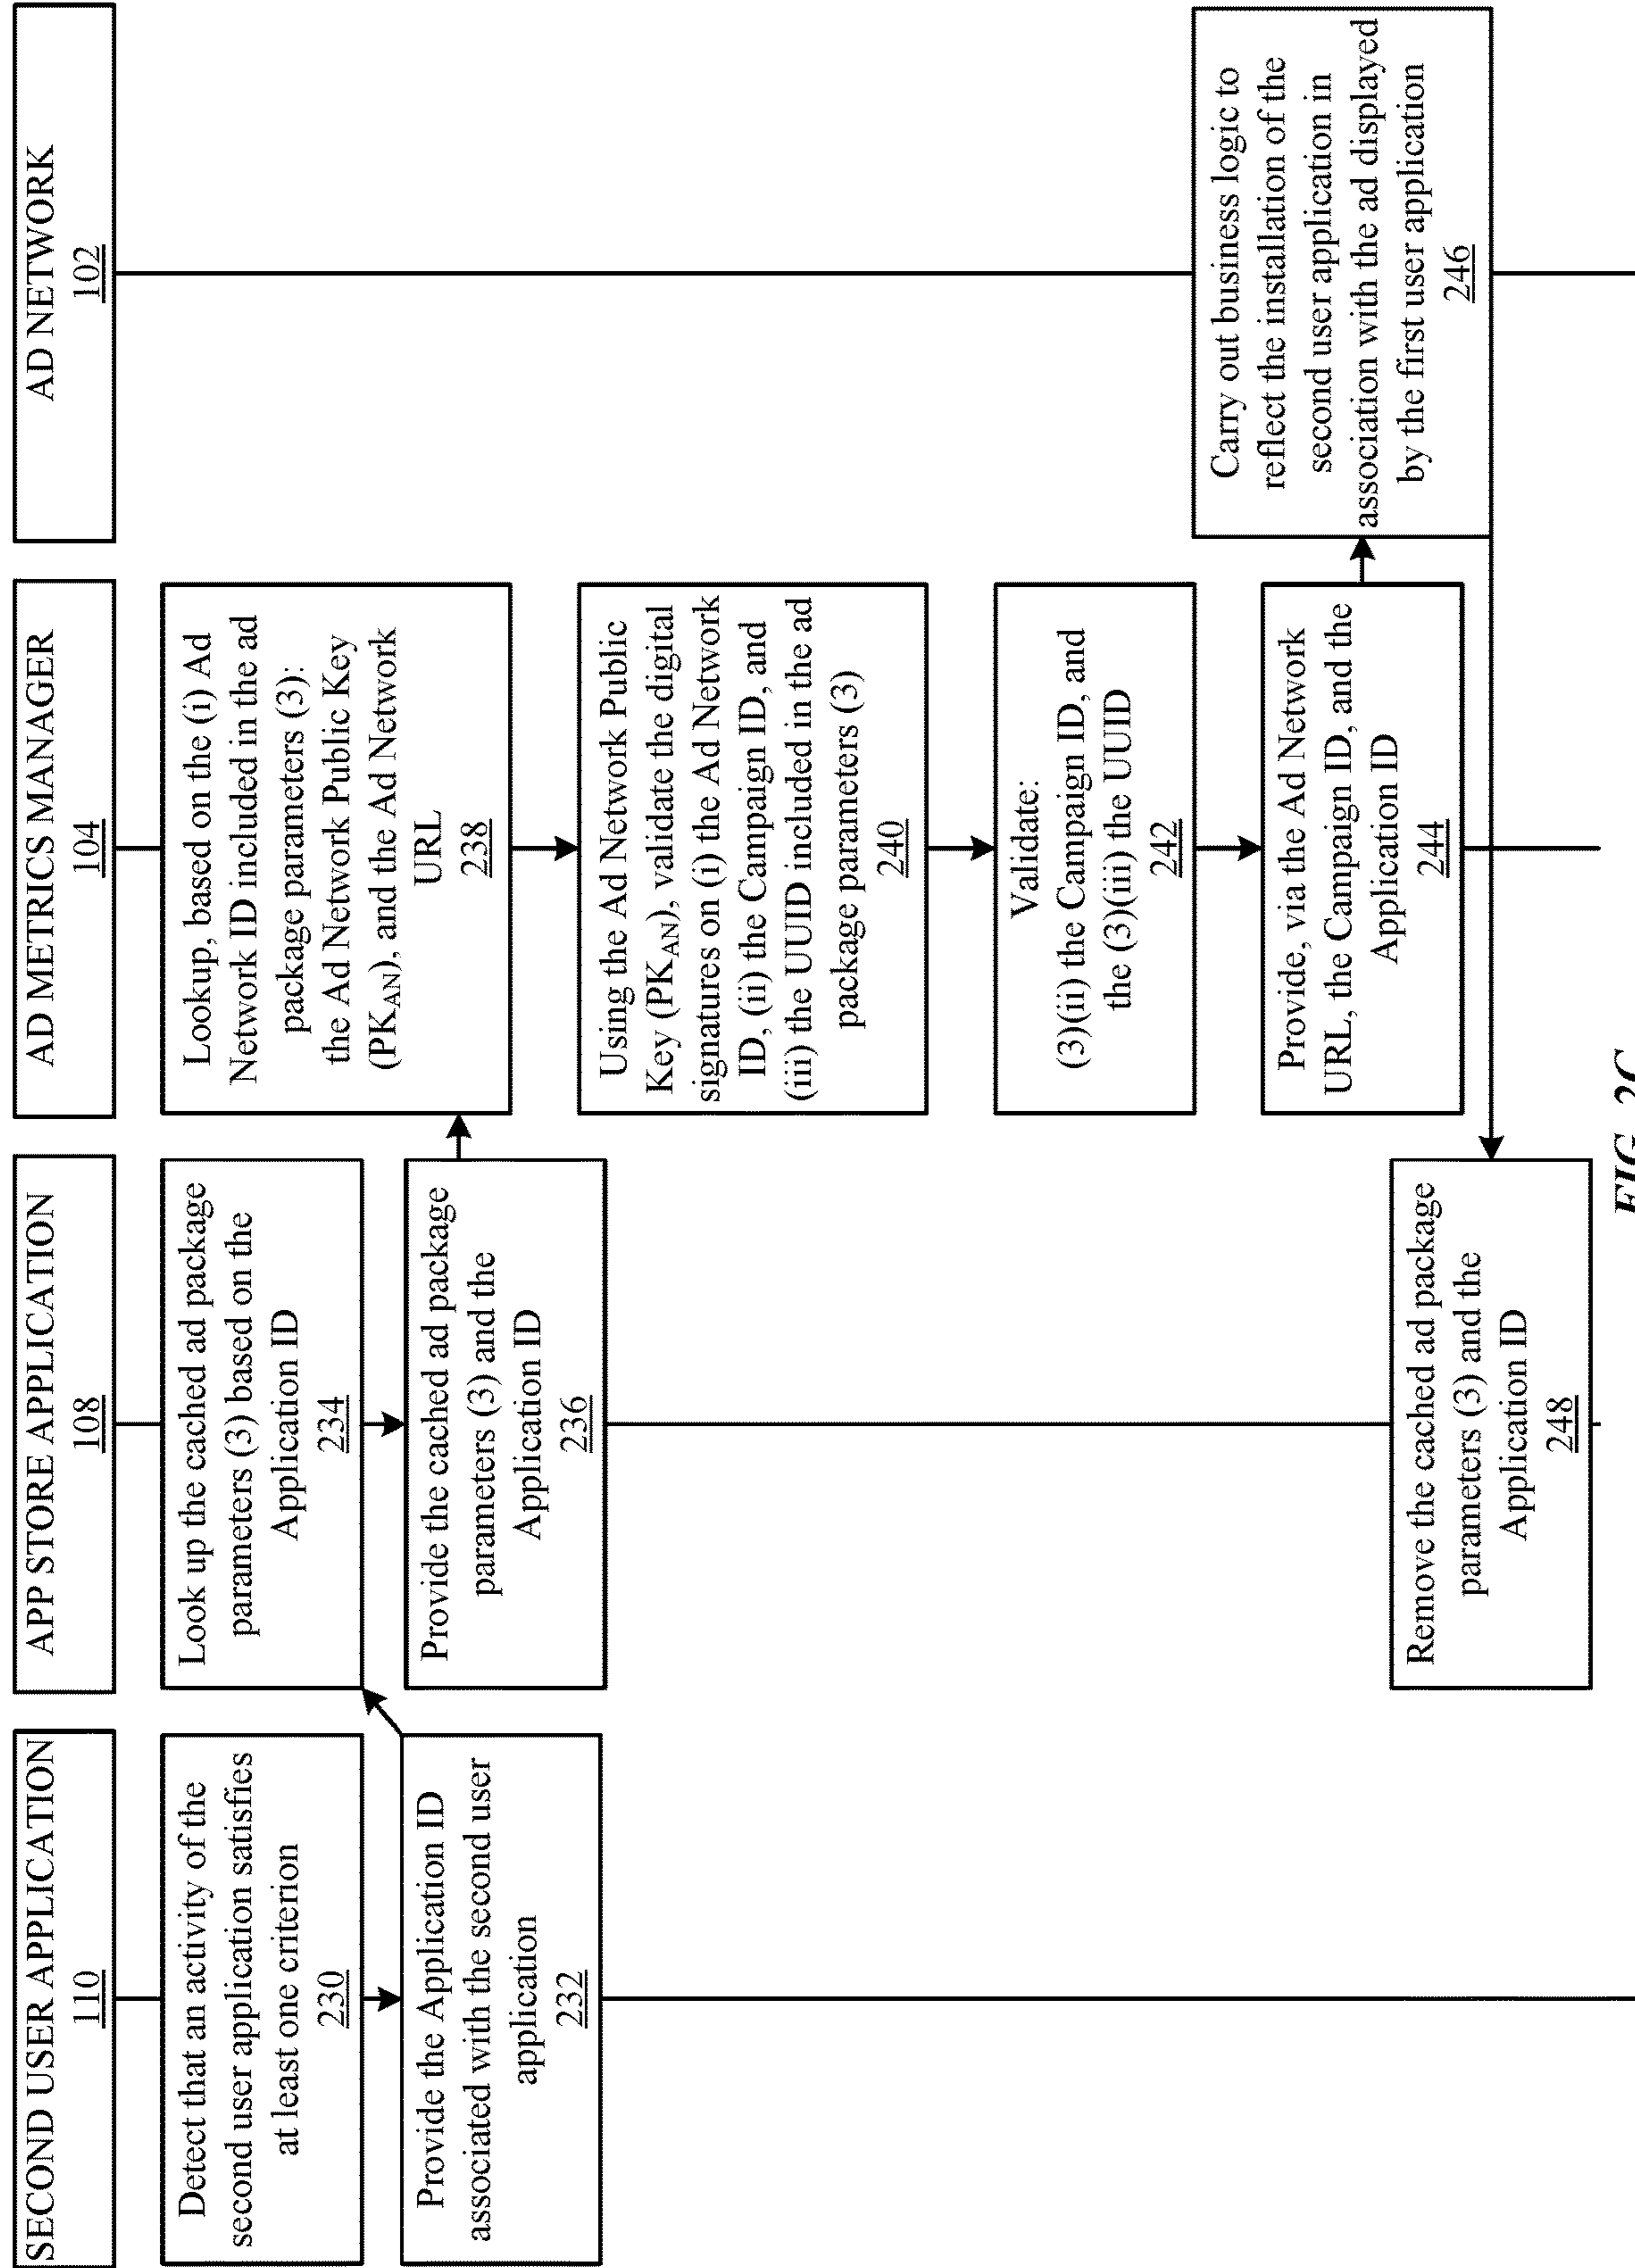 SECOND USER APPLICATION
110
APP STORE APPLICATION
108
AD METRICS MANAGER
104
AD NETWORK
102
Detect that an activity of the
second user application satisfies
at least one criterion
230
Provide the Application ID
associated with the second user
application
232
Look up the cached ad package
parameters (3) based on the
Application ID
234
Provide the cached ad package
parameters (3) and the
Application ID
236
Lookup, based on the (i) Ad
Network ID included in the ad
package parameters (3):
the Ad Network Public Key
(PKAN), and the Ad Network
URL
238
Using the Ad Network Public
Key (PKAN), validate the digital
signatures on (i) the Ad Network
ID, (ii) the Campaign ID, and
(iii) the UUID included in the ad
package parameters (3)
240
Validate:
(3)(ii) the Campaign ID, and
the (3)(iii) the UUID
242
Provide, via the Ad Network
URL, the Campaign ID, and the
Application ID
244
Carry out business logic to
reflect the installation of the
second user application in
association with the ad displayed
by the first user application
246
Remove the cached ad package
parameters (3) and the
Application ID
248
FIG. 2C